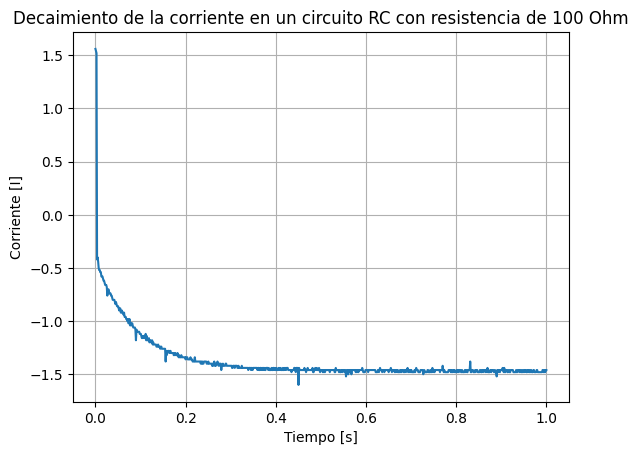 Decaimiento de la corriente en un circuito RC con resistencia de 100 Ohm
1.5
1.0
0.5
0.0
−0.5
−1.0
−1.5
Corriente [I]
0.0 0.2 0.4 0.6 0.8 1.0
Tiempo [s]